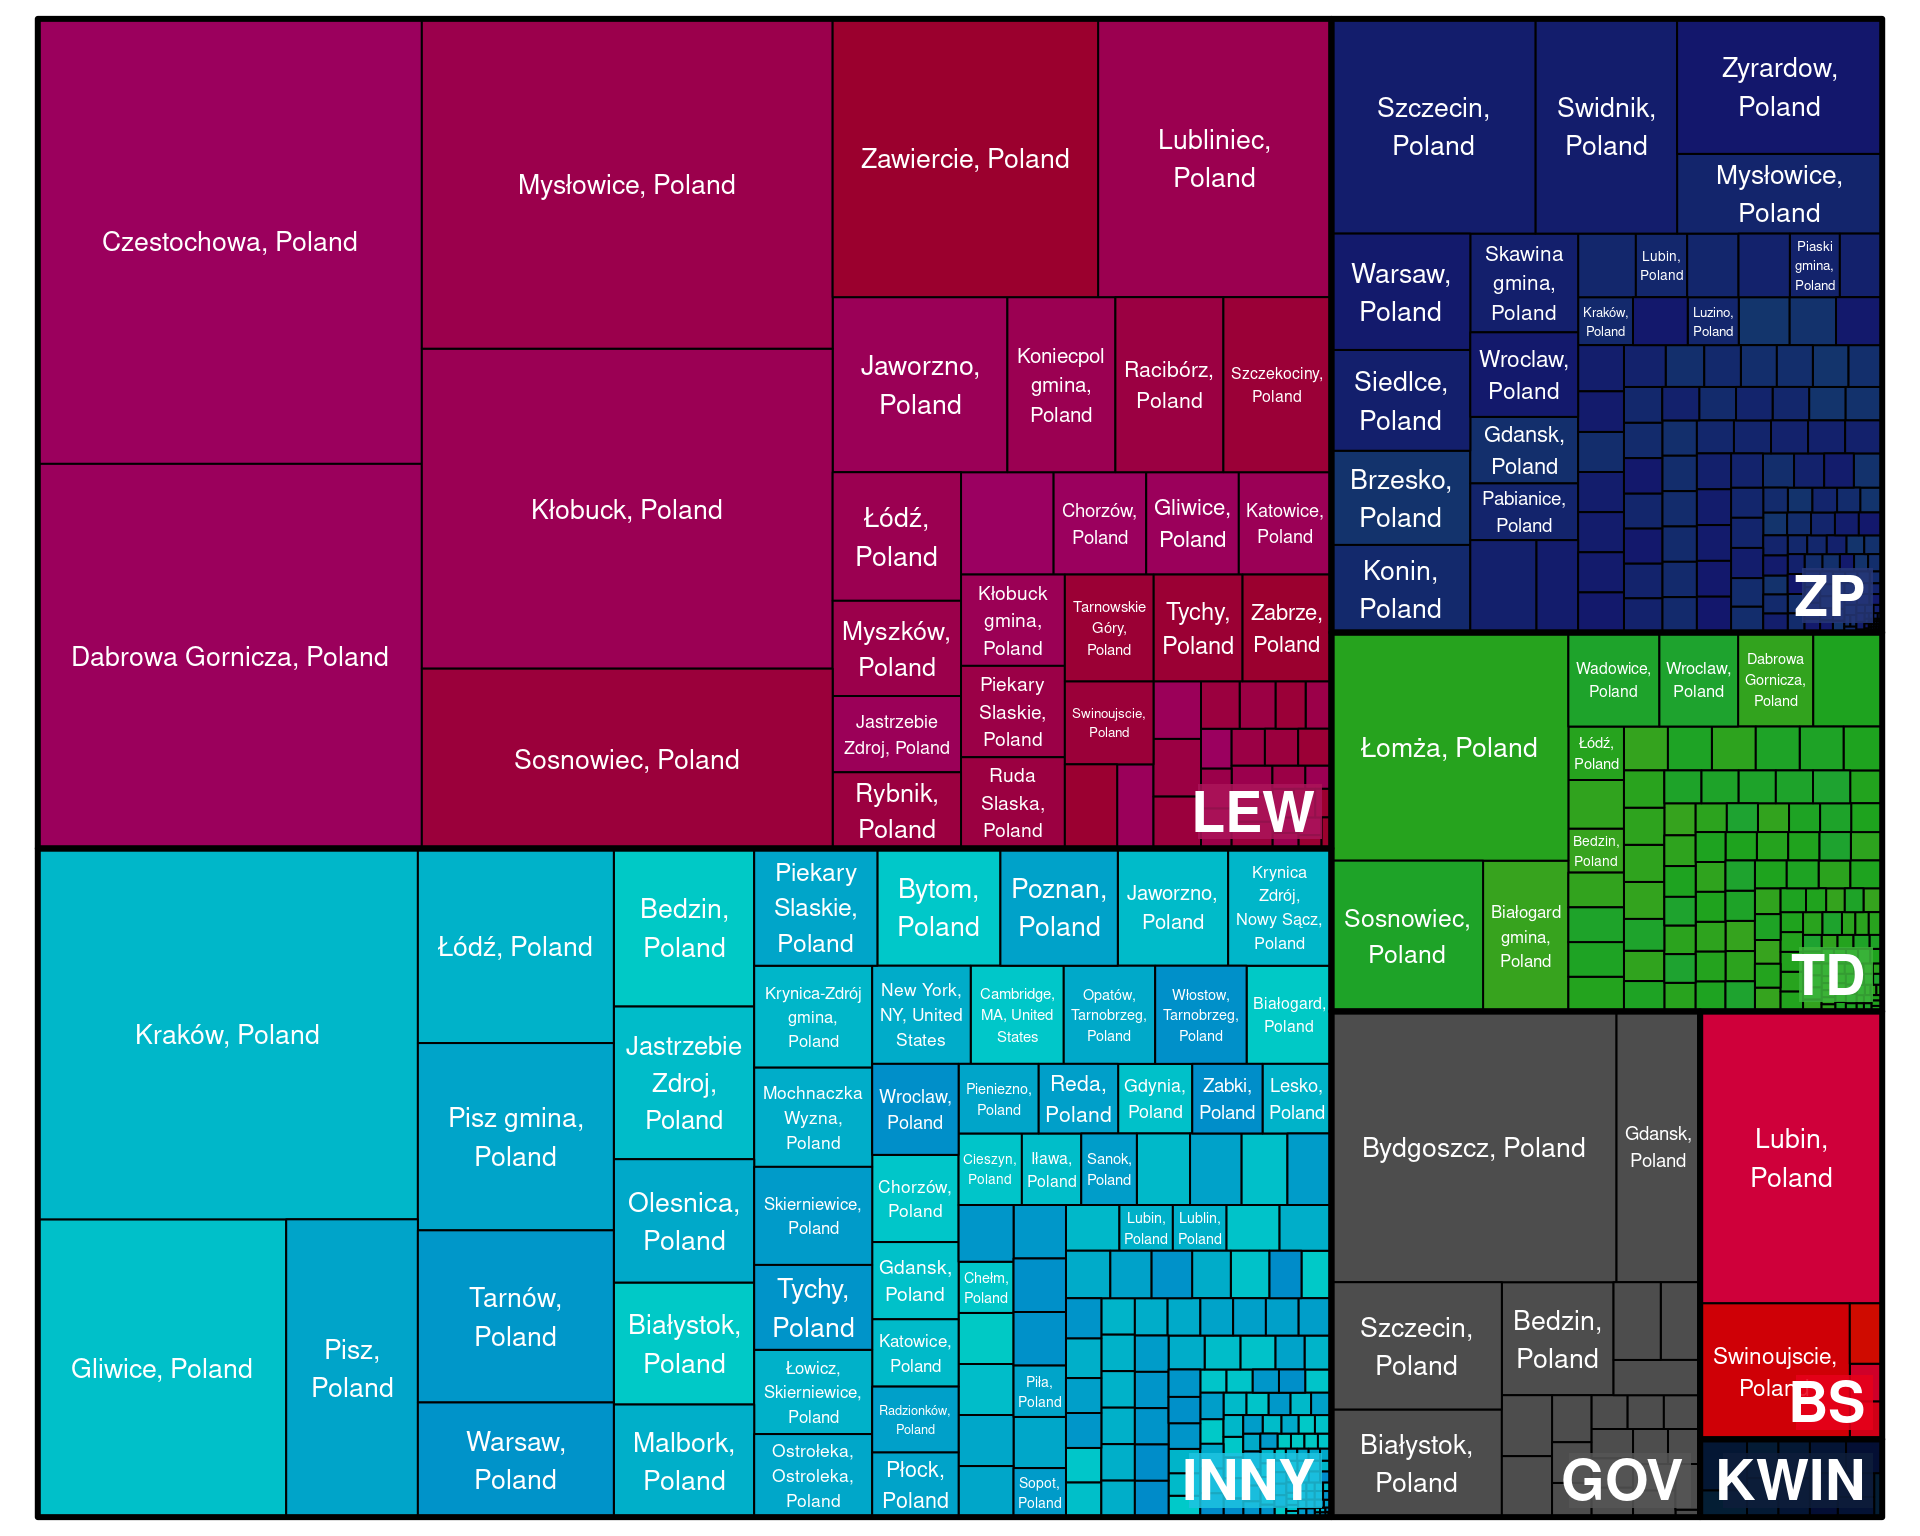 Czestochowa, Poland
Dabrowa Gornicza, Poland
Mysłowice, Poland
Kłobuck, Poland
Sosnowiec, Poland
Zawiercie, Poland
Lubliniec,
Poland
Jaworzno,
Poland
Koniecpol
gmina,
Poland
Racibórz,
Poland
Szczekociny,
Poland
Łódź,
Poland
Myszków,
Poland
Jastrzebie
Zdroj, Poland
Rybnik,
Poland
Chorzów,
Poland
Gliwice,
Poland
Katowice,
Poland
Kłobuck
gmina,
Poland
Piekary
Slaskie,
Poland
Ruda
Slaska,
Poland
Tarnowskie
Góry,
Poland
Tychy,
Poland
Zabrze,
Poland
Swinoujscie,
Poland
LEW
Szczecin,
Poland
Swidnik,
Poland
Zyrardow,
Poland
Mysłowice,
Poland
Warsaw,
Poland
Siedlce,
Poland
Brzesko,
Poland
Konin,
Poland
Skawina
gmina,
Poland
Wroclaw,
Poland
Gdansk,
Poland
Pabianice,
Poland
Lubin,
Poland
Piaski
gmina,
Poland
Kraków,
Poland
Luzino,
Poland
ZP
Łomża, Poland
Sosnowiec,
Poland
Białogard
gmina,
Poland
Wadowice,
Poland
Wroclaw,
Poland
Dabrowa
Gornicza,
Poland
Łódź,
Poland
Bedzin,
Poland
TD
Kraków, Poland
Gliwice, Poland
Pisz,
Poland
Łódź, Poland
Pisz gmina,
Poland
Tarnów,
Poland
Warsaw,
Poland
Bedzin,
Poland
Jastrzebie
Zdroj,
Poland
Olesnica,
Poland
Białystok,
Poland
Malbork,
Poland
Piekary
Slaskie,
Poland
Bytom,
Poland
Poznan,
Poland
Jaworzno,
Poland
Krynica
Zdrój,
Nowy Sącz,
Poland
Krynica-Zdrój
gmina,
Poland
Mochnaczka
Wyzna,
Poland
Skierniewice,
Poland
Tychy,
Poland
Łowicz,
Skierniewice,
Poland
Ostrołeka,
Ostroleka,
Poland
New York,
NY, United
States
Cambridge,
MA, United
States
Opatów,
Tarnobrzeg,
Poland
Włostow,
Tarnobrzeg,
Poland
Białogard,
Poland
Wroclaw,
Poland
Chorzów,
Poland
Gdansk,
Poland
Katowice,
Poland
Radzionków,
Poland
Płock,
Poland
Pieniezno,
Poland
Reda,
Poland
Gdynia,
Poland
Zabki,
Poland
Lesko,
Poland
Cieszyn,
Poland
Iława,
Poland
Sanok,
Poland
Lubin,
Poland
Lublin,
Poland
Chełm,
Poland
Piła,
Poland
Sopot,
Poland
INNY
Bydgoszcz, Poland
Gdansk,
Poland
Szczecin,
Poland
Bedzin,
Poland
Białystok,
Poland
GOV
Lubin,
Poland
Swinoujscie,
Poland
BS
KWIN